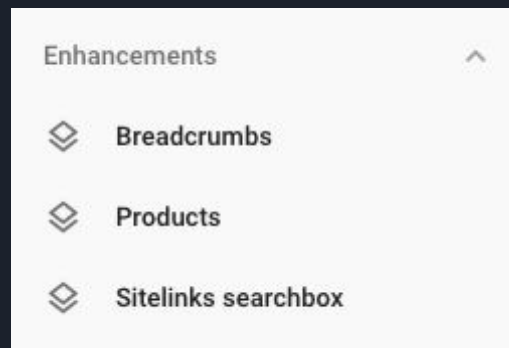 Enhancements
Breadcrumbs
Products
Sitelinks searchbox